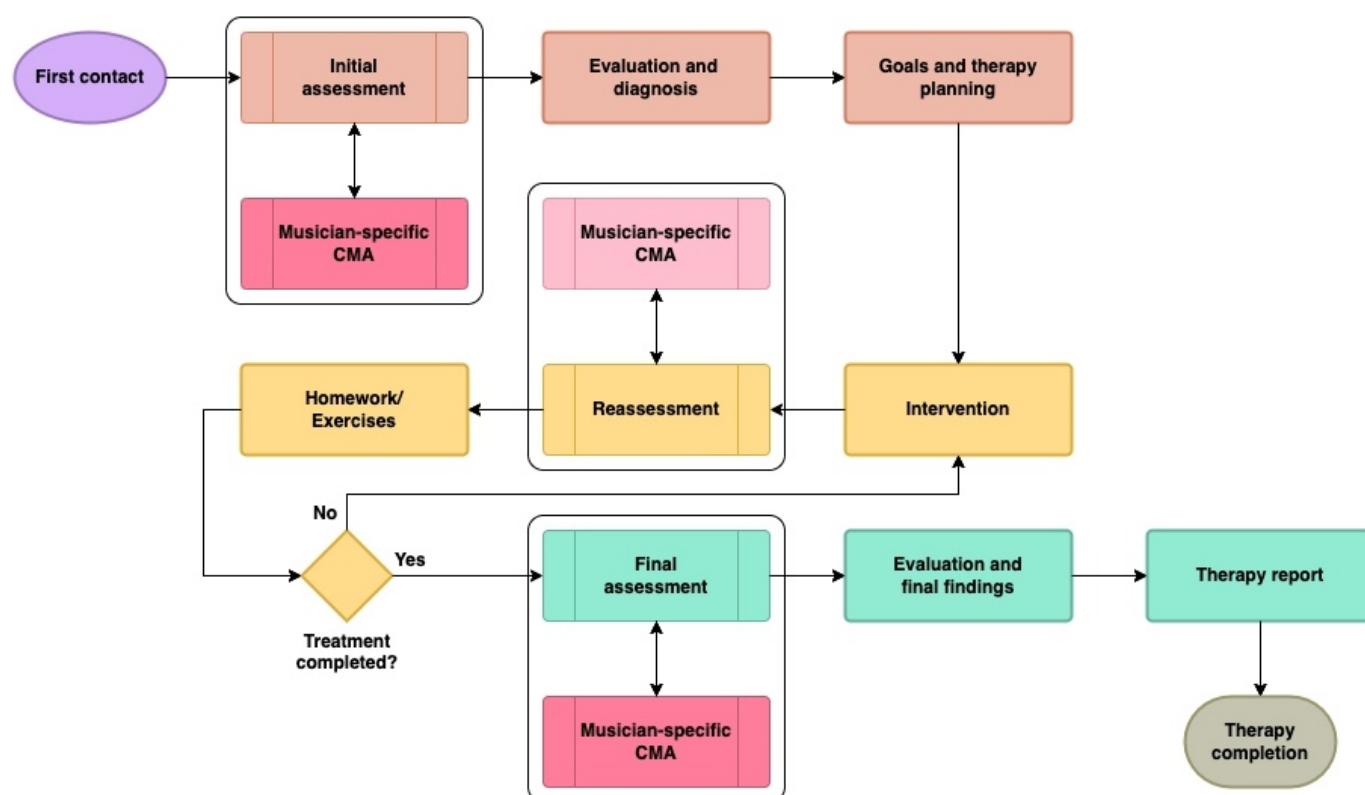 First contact
Initial
assessment
Evaluation and
diagnosis
Goals and therapy
planning
Musician-specific
CMA
Musician-specific
CMA
Homework/
Exercises
Reassessment
Intervention
No
Yes
Treatment
completed?
Final
assessment
Evaluation and
final findings
Therapy report
Musician-specific
CMA
Therapy
completion